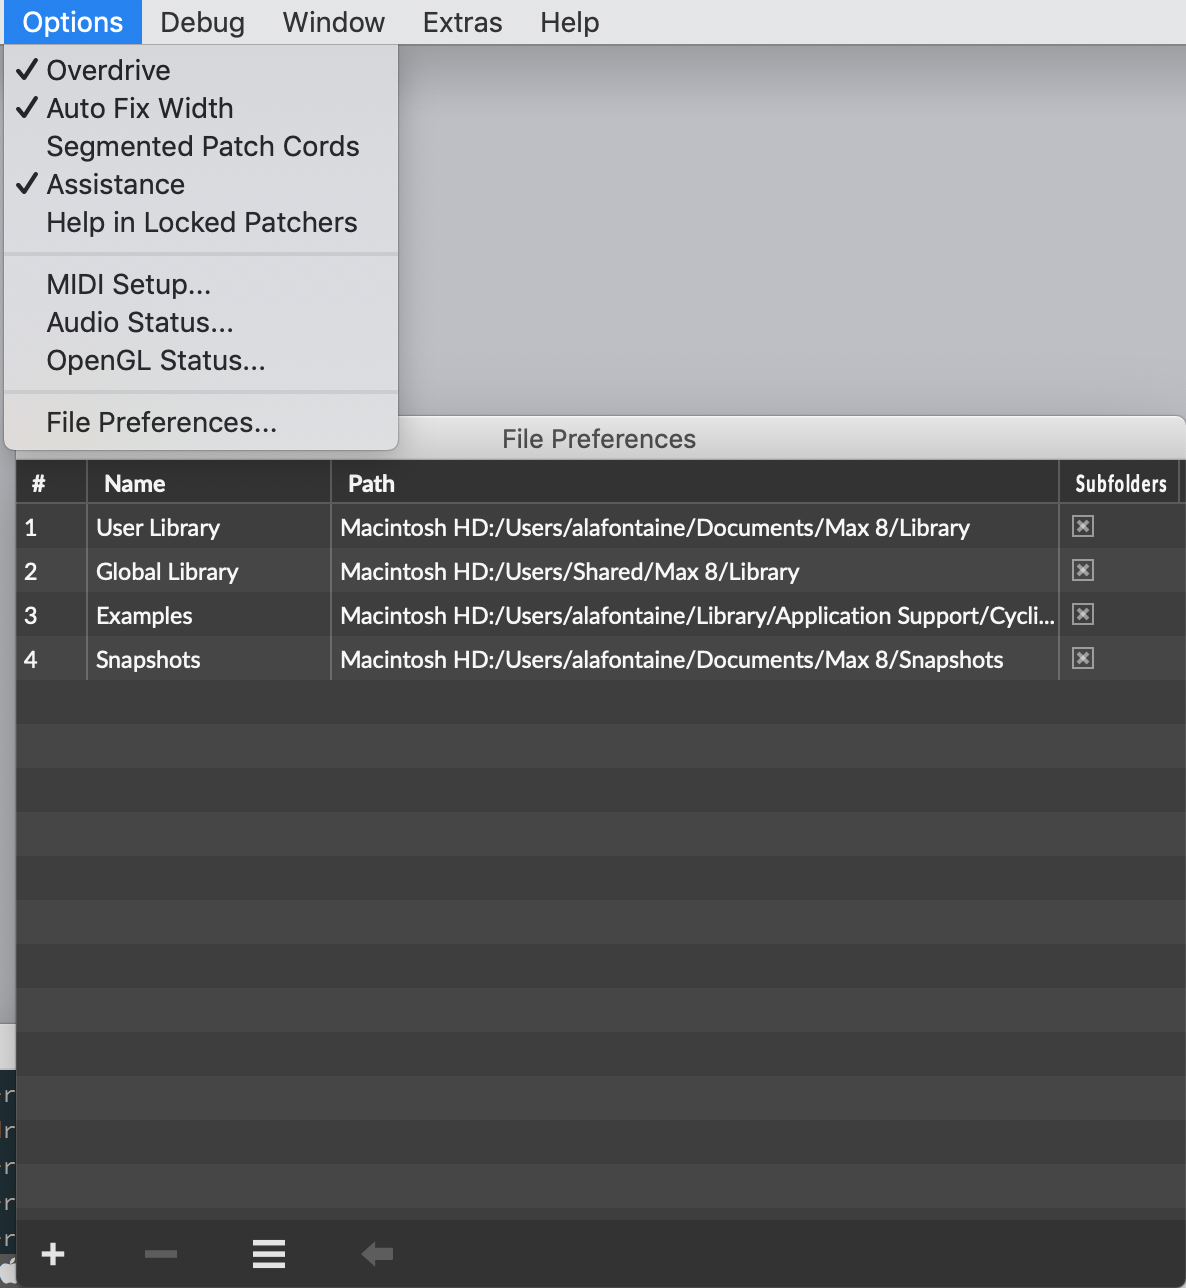 Options Debug Window Extras Help
✓ Overdrive
✓ Auto Fix Width
Segmented Patch Cords
✓ Assistance
Help in Locked Patchers
MIDI Setup...
Audio Status...
OpenGL Status...
File Preferences...
File Preferences
# Name Path Subfolders
1 User Library Macintosh HD:/Users/alafontaine/Documents/Max 8/Library
2 Global Library Macintosh HD:/Users/Shared/Max 8/Library
3 Examples Macintosh HD:/Users/alafontaine/Library/Application Support/Cycli...
4 Snapshots Macintosh HD:/Users/alafontaine/Documents/Max 8/Snapshots